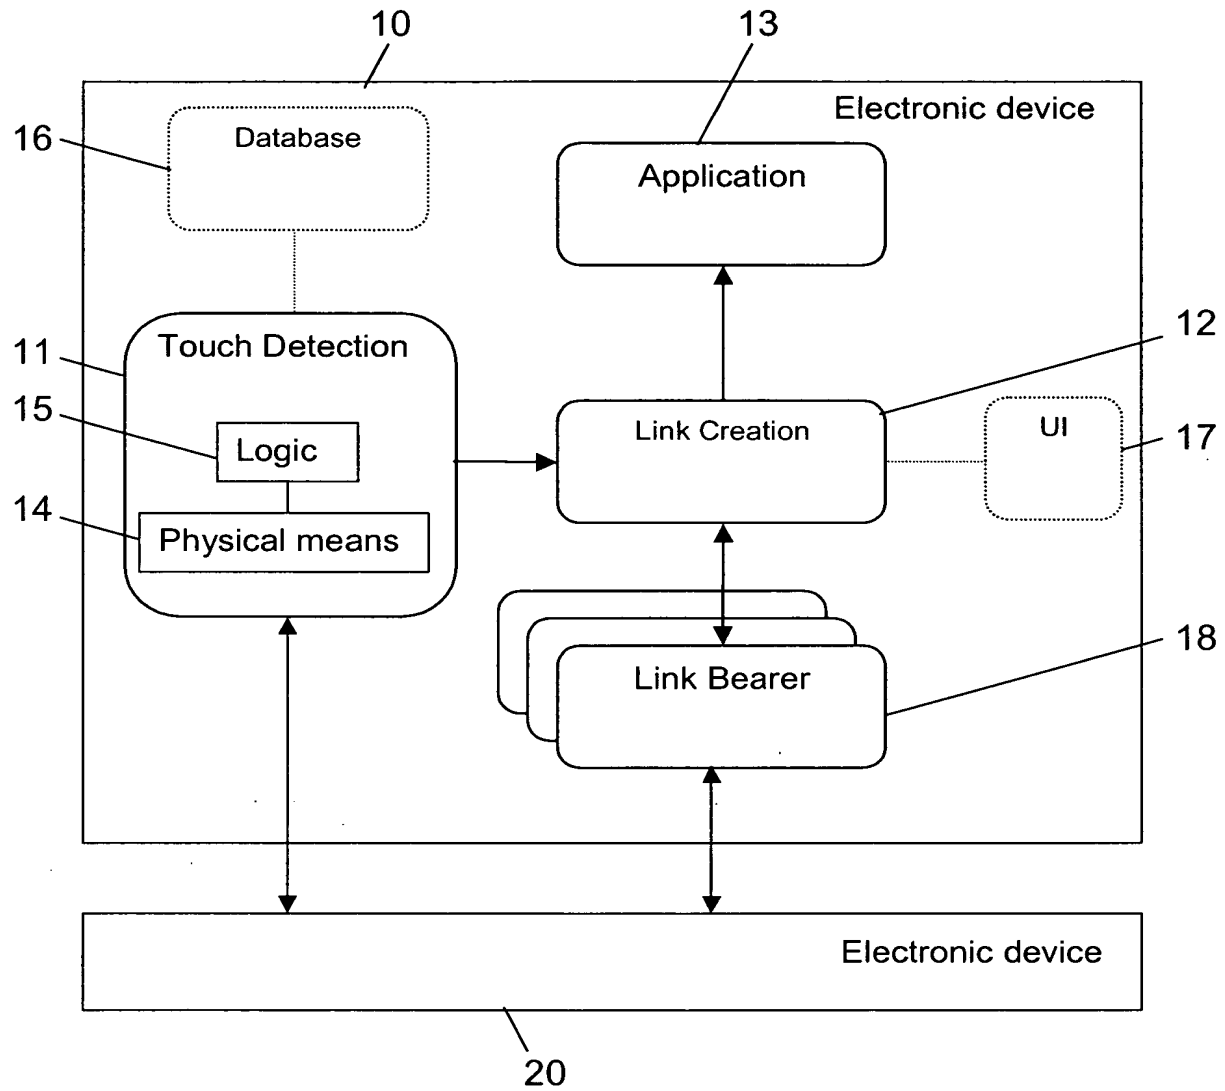 10
13
Electronic device
16
Database
Application
12
11
Touch Detection
15
Logic
Link Creation
UI
17
14
Physical means
18
Link Bearer
Electronic device
20